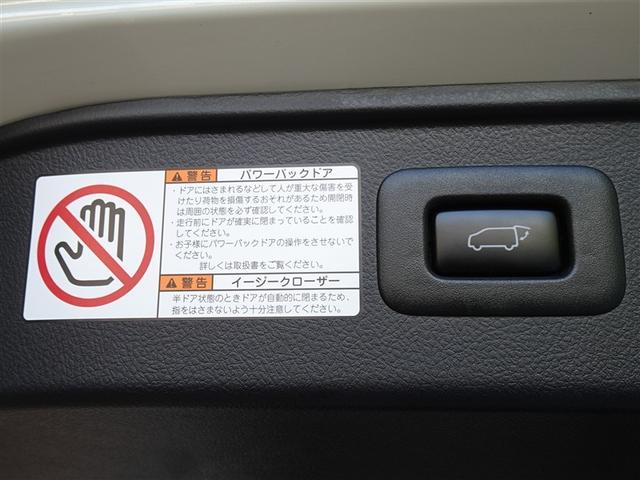 警告 パワーバックドア
・ドアにはさまれるなどして人が重大な傷害を受
けたり荷物を損傷するおそれがあるため開閉時
は周囲の状態を必ず確認してください。
・走行前にドアが確実に閉まっていることを確認
してください。
・お子様にパワーバックドアの操作をさせないで
ください。
詳しくは取扱書をご覧ください。
警告 イージークローザー
半ドア状態のときドアが自動的に閉まるため、
指をはさまないよう十分注意してください。